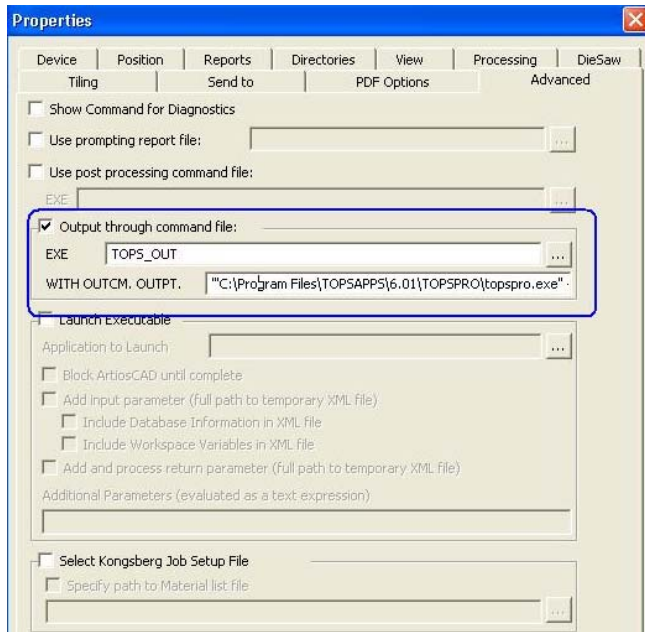 Properties
Device Position Reports Directories View Processing DieSaw
Tiling Send to PDF Options Advanced
Show Command for Diagnostics
Use prompting report file: ...
Use post processing command file:
EXE ...
Output through command file:
EXE TOPS_OUT ...
WITH OUTCM. OUTPT. '"C:\Program Files\TOPSAPPS\6.01\TOPSPRO\topspro.exe" -
Launch Executable
Application to Launch ...
Block ArtiosCAD until complete
Add input parameter (full path to temporary XML file)
Include Database Information in XML file
Include Workspace Variables in XML file
Add and process return parameter (full path to temporary XML file)
Additional Parameters (evaluated as a text expression)
Select Kongsberg Job Setup File
Specify path to Material list file
...